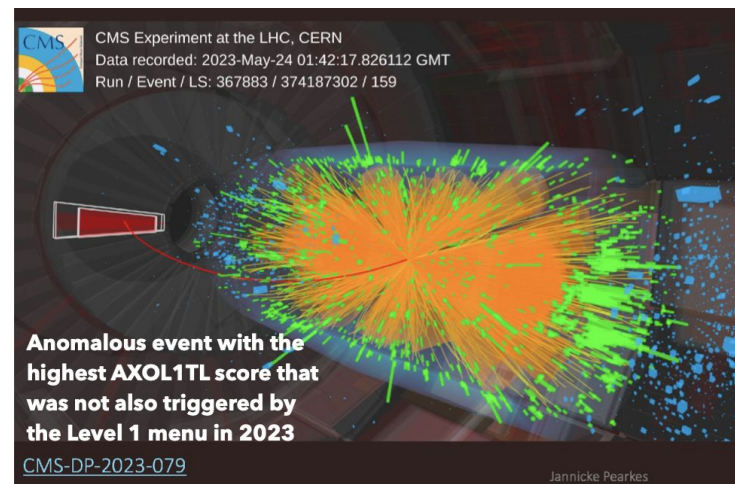 CMS
CMS Experiment at the LHC, CERN
Data recorded: 2023-May-24 01:42:17.826112 GMT
Run / Event / LS: 367883 / 374187302 / 159
Anomalous event with the
highest AXOL1TL score that
was not also triggered by
the Level 1 menu in 2023
CMS-DP-2023-079
Jannicke Pearkes